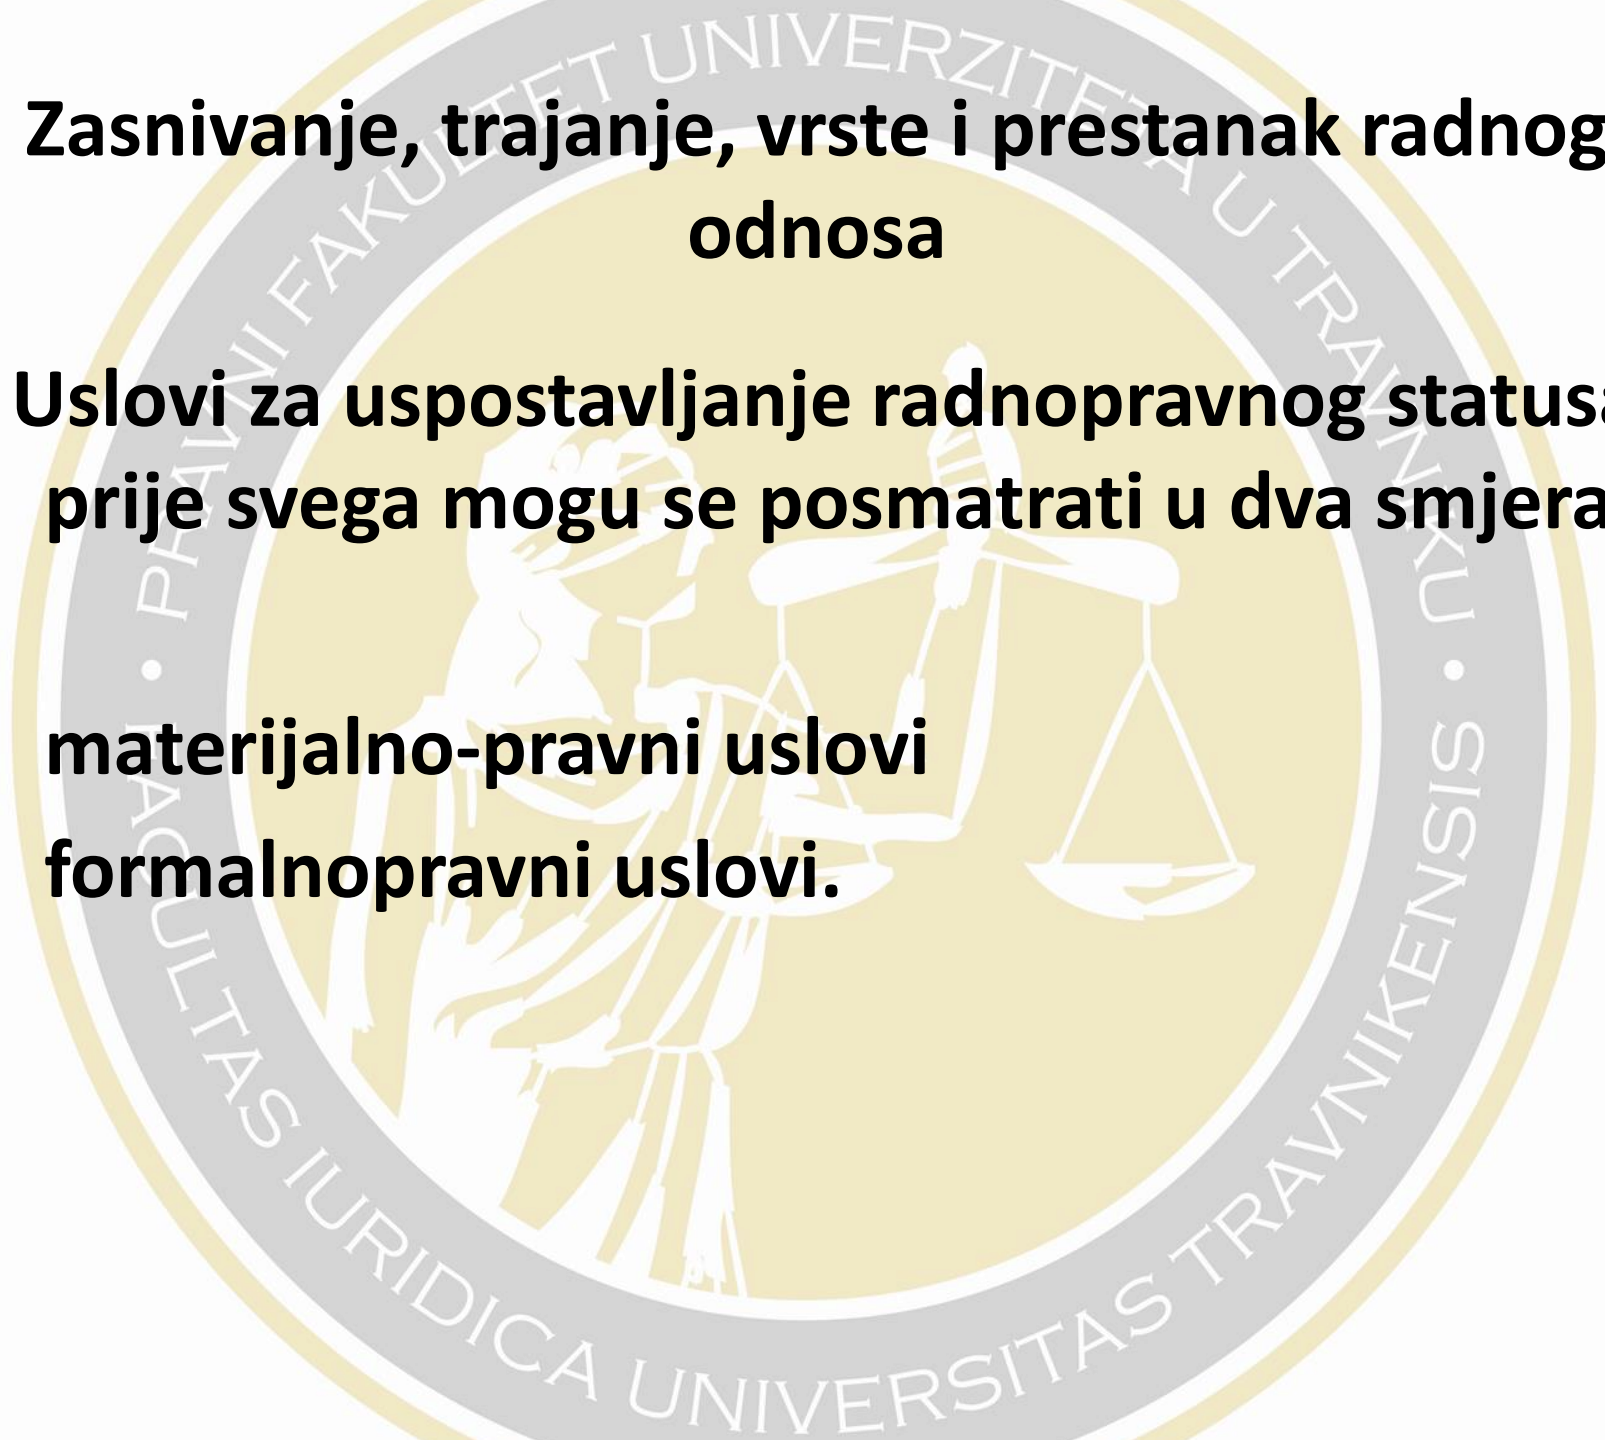 Zasnivanje, trajanje, vrste i prestanak radnog
odnosa
Uslovi za uspostavljanje radnopravnog statusa
prije svega mogu se posmatrati u dva smjera
materijalno-pravni uslovi
formalnopravni uslovi.
PRAVNI FAKULTET UNIVERZITETA U TRAVNIKU
FACULTAS IURIDICA UNIVERSITAS TRAVNIKENSIS